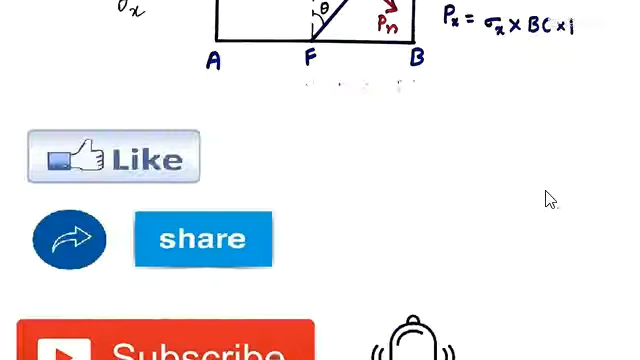 σx
θ
Pn
Px = σx × BC × 1
A F B
Like
share
Subscribe